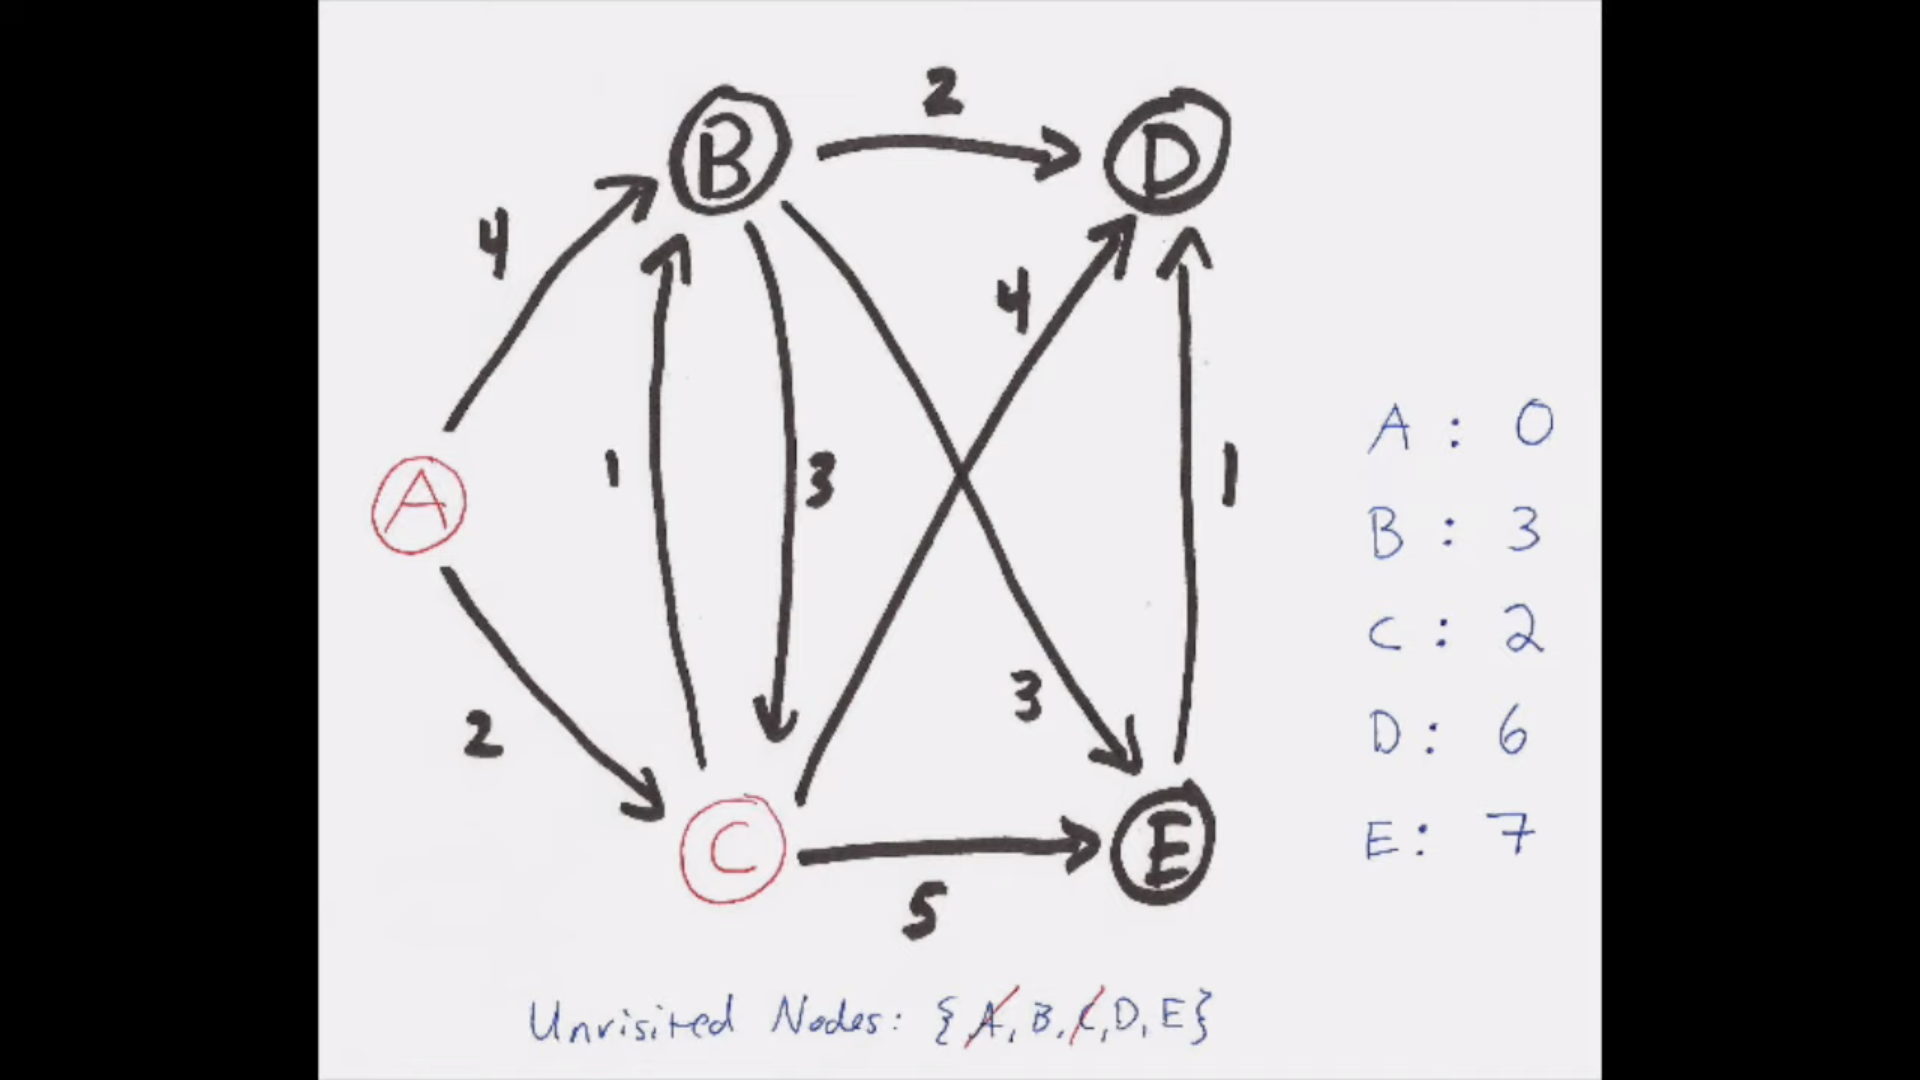 2
B
D
4
4
1
3
1
A
3
2
C
E
5
A : 0
B : 3
C : 2
D : 6
E : 7
Unvisited Nodes: { A, B, C, D, E }